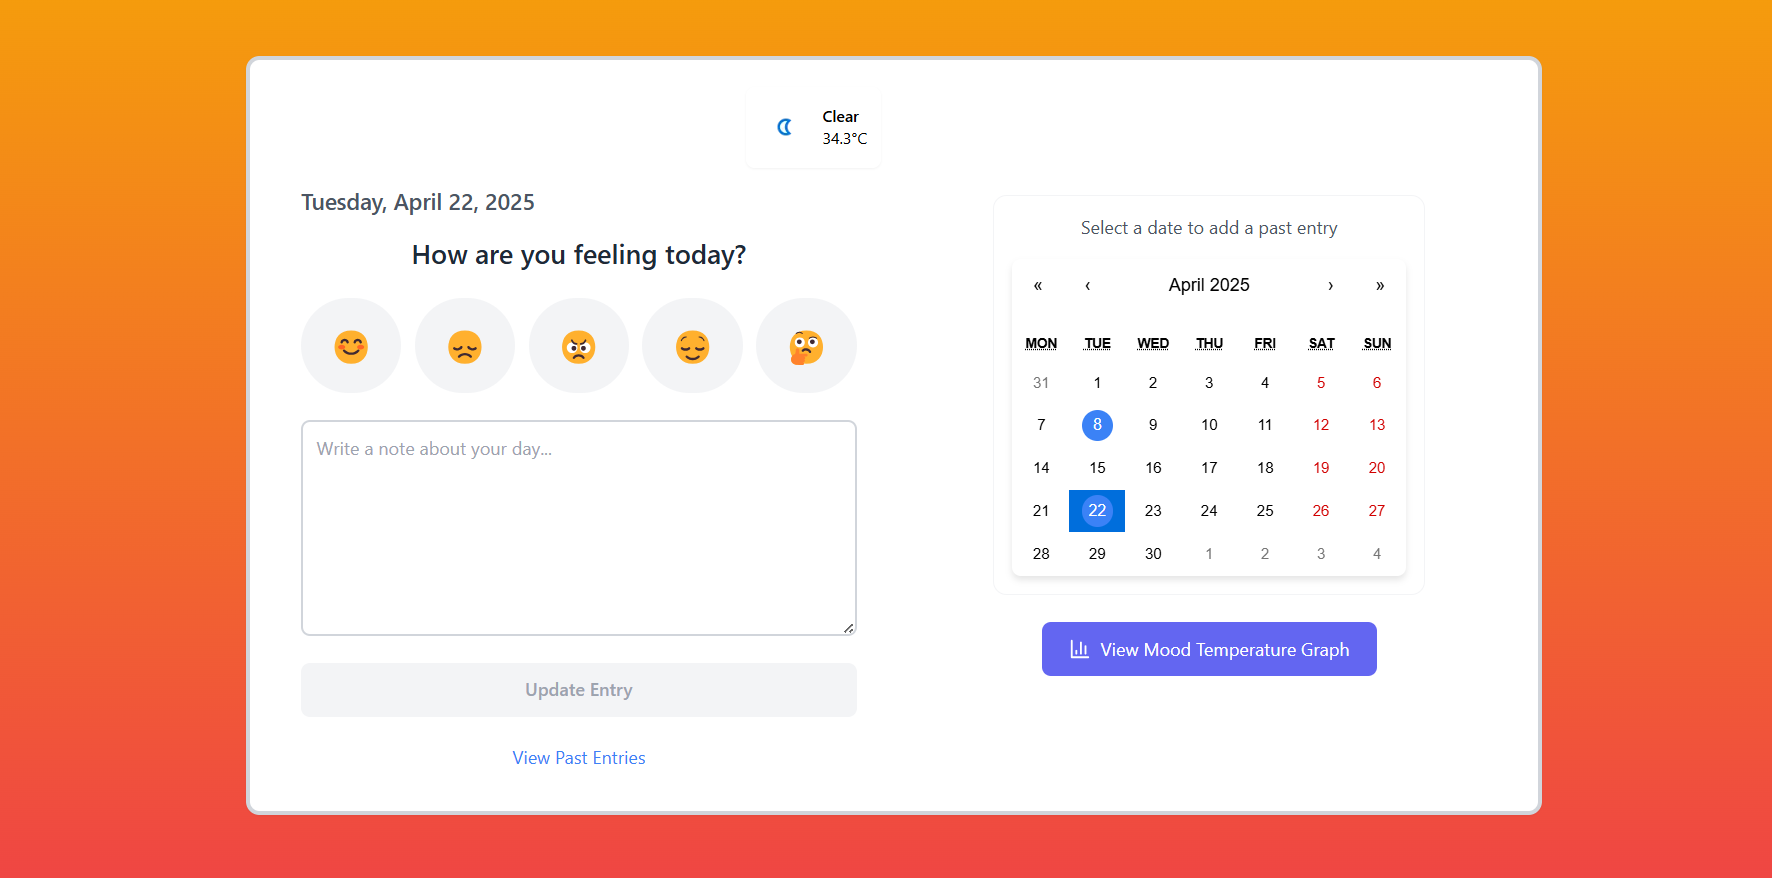 Clear
34.3°C
Tuesday, April 22, 2025
How are you feeling today?
Write a note about your day...
Update Entry
View Past Entries
Select a date to add a past entry
« ‹ April 2025 › »
MON TUE WED THU FRI SAT SUN
31 1 2 3 4 5 6
7 8 9 10 11 12 13
14 15 16 17 18 19 20
21 22 23 24 25 26 27
28 29 30 1 2 3 4
View Mood Temperature Graph